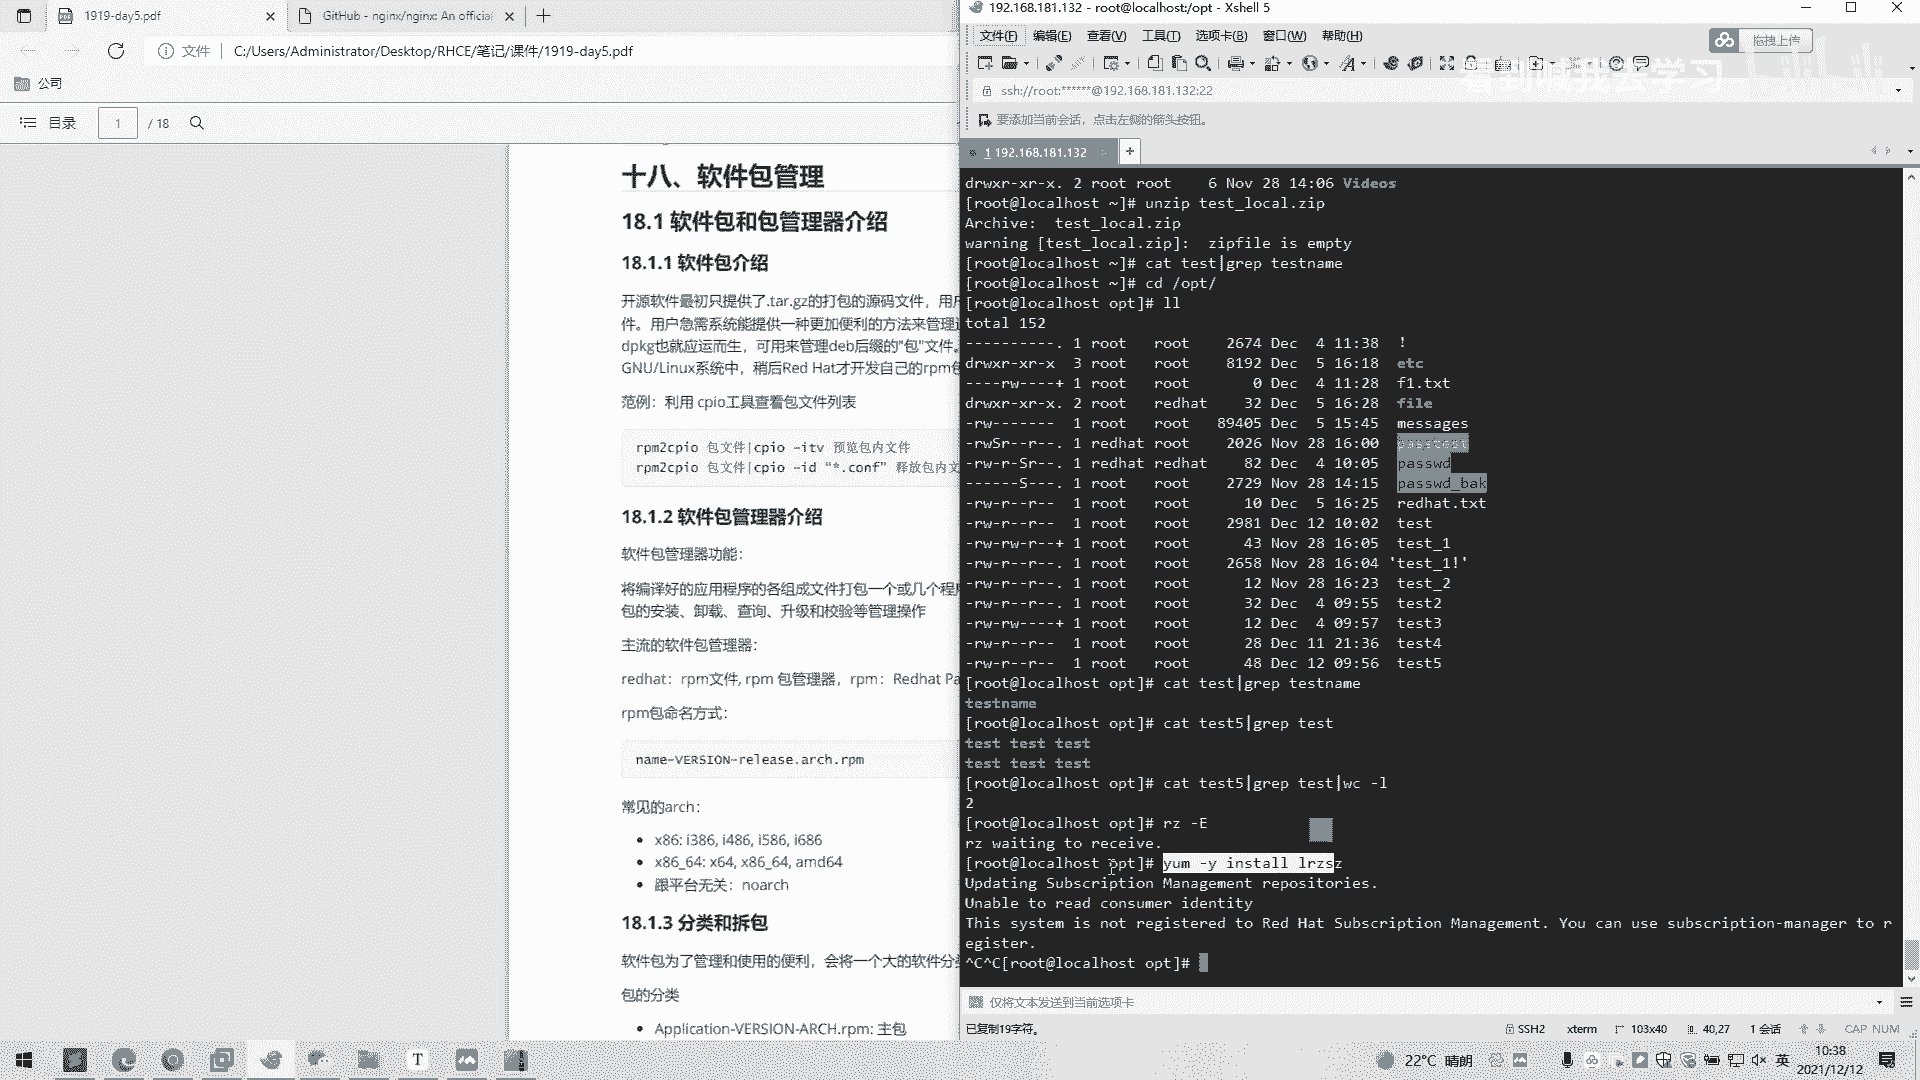 1919-day5.pdf
GitHub - nginx/nginx: An official
文件
C:/Users/Administrator/Desktop/RHCE/笔记/课件/1919-day5.pdf
公司
目录
1
/ 18
十八、软件包管理
18.1 软件包和包管理器介绍
18.1.1 软件包介绍
开源软件最初只提供了.tar.gz的打包的源码文件，用户
件。用户急需系统能提供一种更加便利的方法来管理这
dpkg也就应运而生，可用来管理deb后缀的"包"文件。
GNU/Linux系统中，稍后Red Hat才开发自己的rpm包
范例：利用 cpio工具查看包文件列表
rpm2cpio 包文件|cpio -itv 预览包内文件
rpm2cpio 包文件|cpio -id "*.conf" 释放包内文
18.1.2 软件包管理器介绍
软件包管理器功能：
将编译好的应用程序的各组成文件打包一个或几个程序
包的安装、卸载、查询、升级和校验等管理操作
主流的软件包管理器：
redhat：rpm文件, rpm 包管理器，rpm：Redhat Pa
rpm包命名方式：
name-VERSION-release.arch.rpm
常见的arch：
x86: i386, i486, i586, i686
x86_64: x64, x86_64, amd64
跟平台无关：noarch
18.1.3 分类和拆包
软件包为了管理和使用的便利，会将一个大的软件分类
包的分类
Application-VERSION-ARCH.rpm: 主包
192.168.181.132 - root@localhost:/opt - Xshell 5
文件(F) 编辑(E) 查看(V) 工具(T) 选项卡(B) 窗口(W) 帮助(H)
拖拽上传
看到喊我去学习
ssh://root:******@192.168.181.132:22
要添加当前会话，点击左侧的箭头按钮。
1 192.168.181.132
drwxr-xr-x. 2 root root    6 Nov 28 14:06 Videos
[root@localhost ~]# unzip test_local.zip
Archive:  test_local.zip
warning [test_local.zip]:  zipfile is empty
[root@localhost ~]# cat test|grep testname
[root@localhost ~]# cd /opt/
[root@localhost opt]# ll
total 152
----------. 1 root   root    2674 Dec  4 11:38  !
drwxr-xr-x  3 root   root    8192 Dec  5 16:18  etc
----rw----+ 1 root   root       0 Dec  4 11:28  f1.txt
drwxr-xr-x. 2 root   redhat    32 Dec  5 16:28  file
-rw-------  1 root   root   89405 Dec  5 15:45  messages
-rwSr--r--. 1 redhat root    2026 Nov 28 16:00  passtest
-rw-r-Sr--. 1 redhat redhat    82 Dec  4 10:05  passwd
------S---. 1 root   root    2729 Nov 28 14:15  passwd_bak
-rw-r--r--  1 root   root      10 Dec  5 16:25  redhat.txt
-rw-r--r--  1 root   root    2981 Dec 12 10:02  test
-rw-rw-r--+ 1 root   root      43 Nov 28 16:05  test_1
-rw-r--r--. 1 root   root    2658 Nov 28 16:04 'test_1!'
-rw-r--r--. 1 root   root      12 Nov 28 16:23  test_2
-rw-r--r--. 1 root   root      32 Dec  4 09:55  test2
-rw-rw----+ 1 root   root      12 Dec  4 09:57  test3
-rw-r--r--  1 root   root      28 Dec 11 21:36  test4
-rw-r--r--  1 root   root      48 Dec 12 09:56  test5
[root@localhost opt]# cat test|grep testname
testname
[root@localhost opt]# cat test5|grep test
test test test
test test test
[root@localhost opt]# cat test5|grep test|wc -l
2
[root@localhost opt]# rz -E
rz waiting to receive.
[root@localhost opt]# yum -y install lrzsz
Updating Subscription Management repositories.
Unable to read consumer identity
This system is not registered to Red Hat Subscription Management. You can use subscription-manager to r
egister.
^C^C[root@localhost opt]#
仅将文本发送到当前选项卡
已复制19字符。
SSH2
xterm
103x40
40,27
1 会话
CAP NUM
22°C 晴朗
英
10:38
2021/12/12